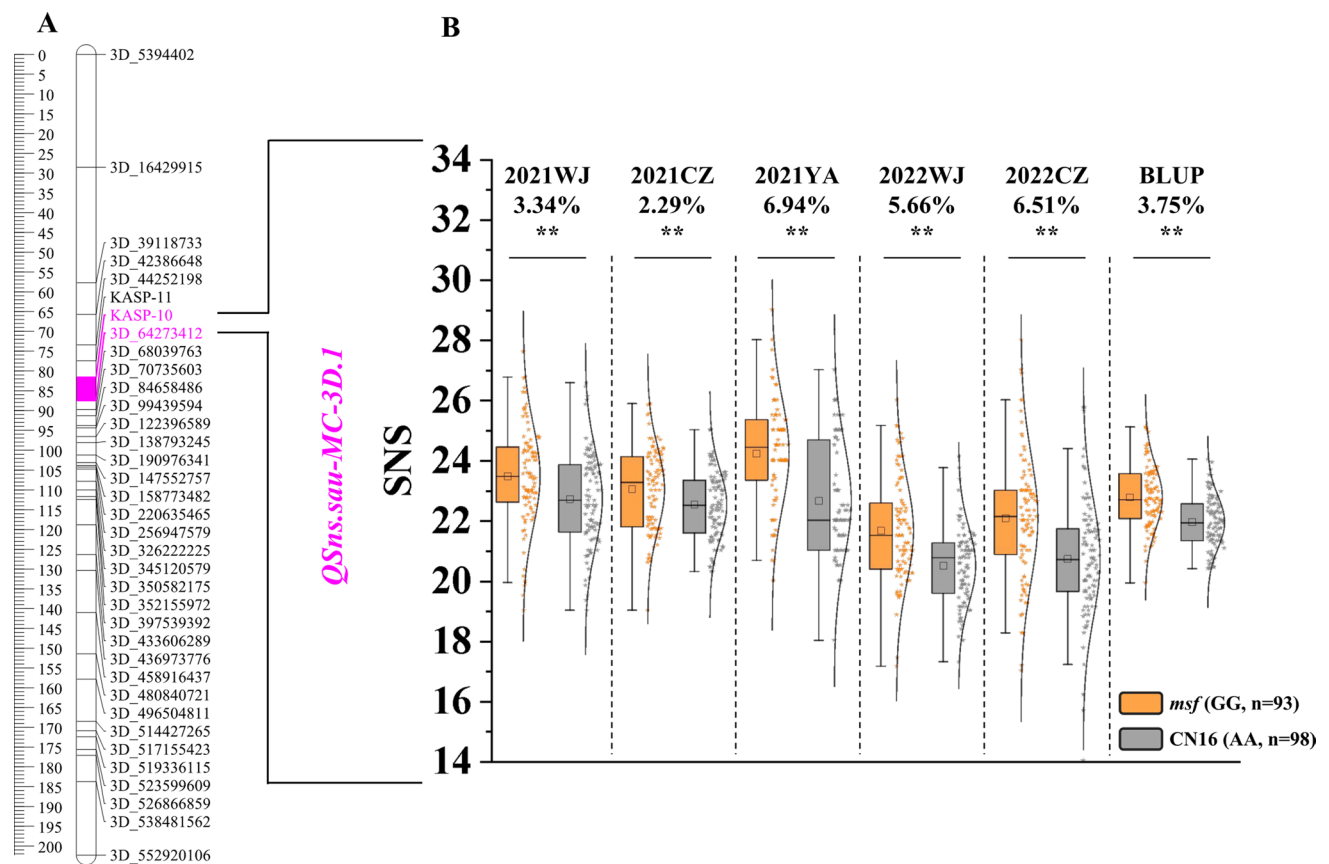 A
0
5
10
15
20
25
30
35
40
45
50
55
60
65
70
75
80
85
90
95
100
105
110
115
120
125
130
135
140
145
150
155
160
165
170
175
180
185
190
195
200
3D_5394402
3D_16429915
3D_39118733
3D_42386648
3D_44252198
KASP-11
KASP-10
3D_64273412
3D_68039763
3D_70735603
3D_84658486
3D_99439594
3D_122396589
3D_138793245
3D_190976341
3D_147552757
3D_158773482
3D_220635465
3D_256947579
3D_326222225
3D_345120579
3D_350582175
3D_352155972
3D_397539392
3D_433606289
3D_436973776
3D_458916437
3D_480840721
3D_496504811
3D_514427265
3D_517155423
3D_519336115
3D_523599609
3D_526866859
3D_538481562
3D_552920106
QSns.sau-MC-3D.1
B
SNS
34
32
30
28
26
24
22
20
18
16
14
2021WJ 2021CZ 2021YA 2022WJ 2022CZ BLUP
3.34% 2.29% 6.94% 5.66% 6.51% 3.75%
** ** ** ** ** **
msf (GG, n=93)
CN16 (AA, n=98)